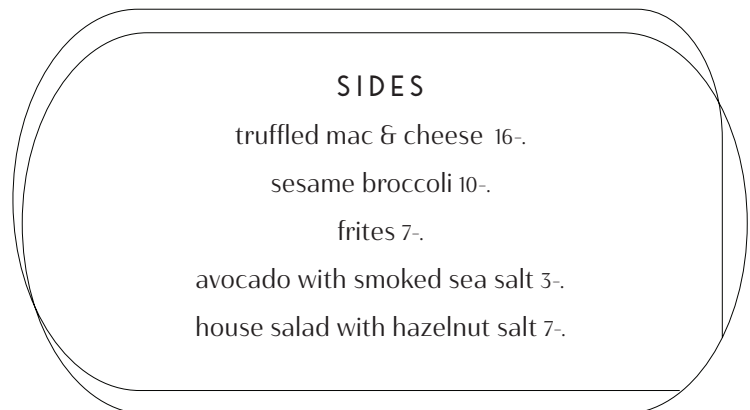 SIDES
truffled mac & cheese 16-.
sesame broccoli 10-.
frites 7-.
avocado with smoked sea salt 3-.
house salad with hazelnut salt 7-.